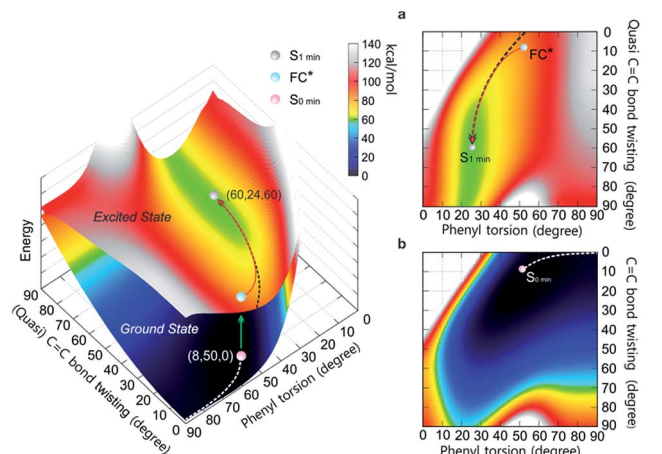 S1 min
FC*
S0 min
140
120
100
80
60
40
20
0
kcal/mol
Excited State
(60,24,60)
Ground State
(8,50,0)
Energy
90
80
70
60
50
40
30
20
10
0
(Quasi) C=C bond twisting (degree)
90
80
70
60
50
40
30
20
10
0
Phenyl torsion (degree)
a
FC*
S1 min
0
10
20
30
40
50
60
70
80
90
Quasi C=C bond twisting (degree)
0 10 20 30 40 50 60 70 80 90
Phenyl torsion (degree)
b
S0 min
0
10
20
30
40
50
60
70
80
90
C=C bond twisting (degree)
0 10 20 30 40 50 60 70 80 90
Phenyl torsion (degree)